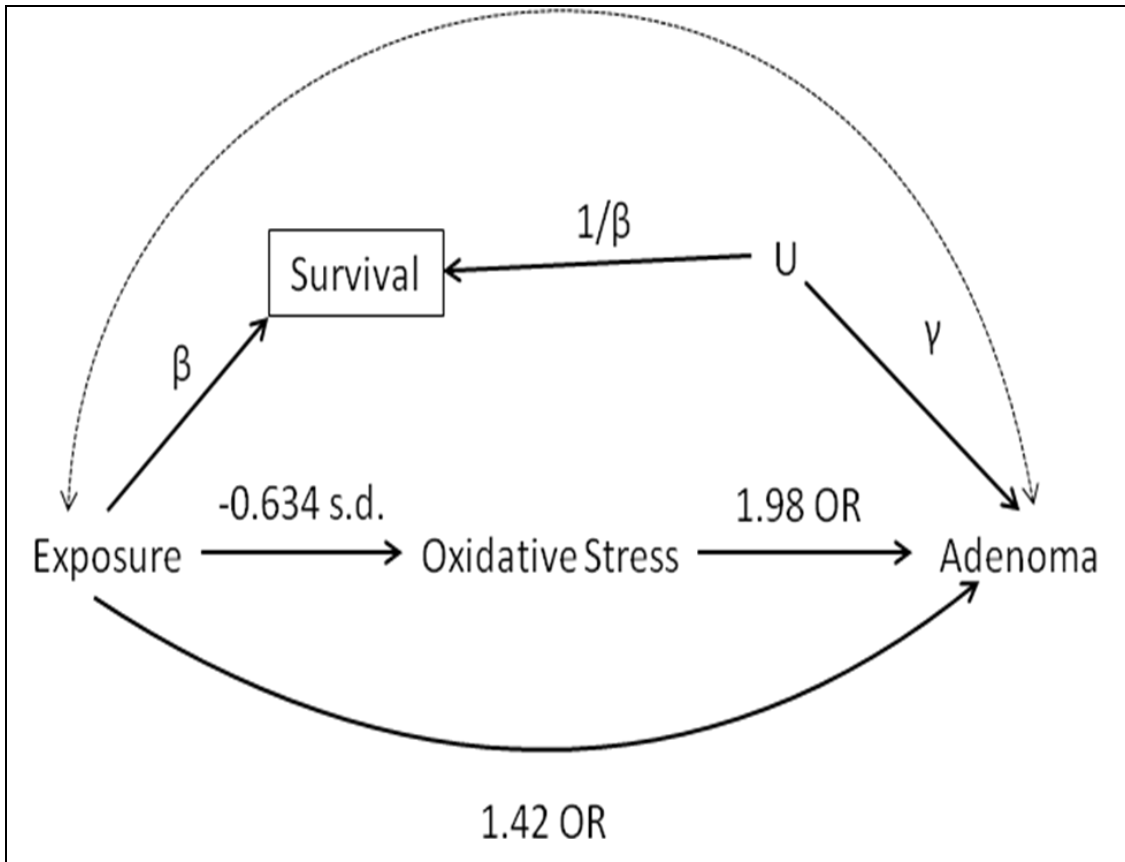 1/β
U
Survival
β
γ
-0.634 s.d.
1.98 OR
Exposure
Oxidative Stress
Adenoma
1.42 OR